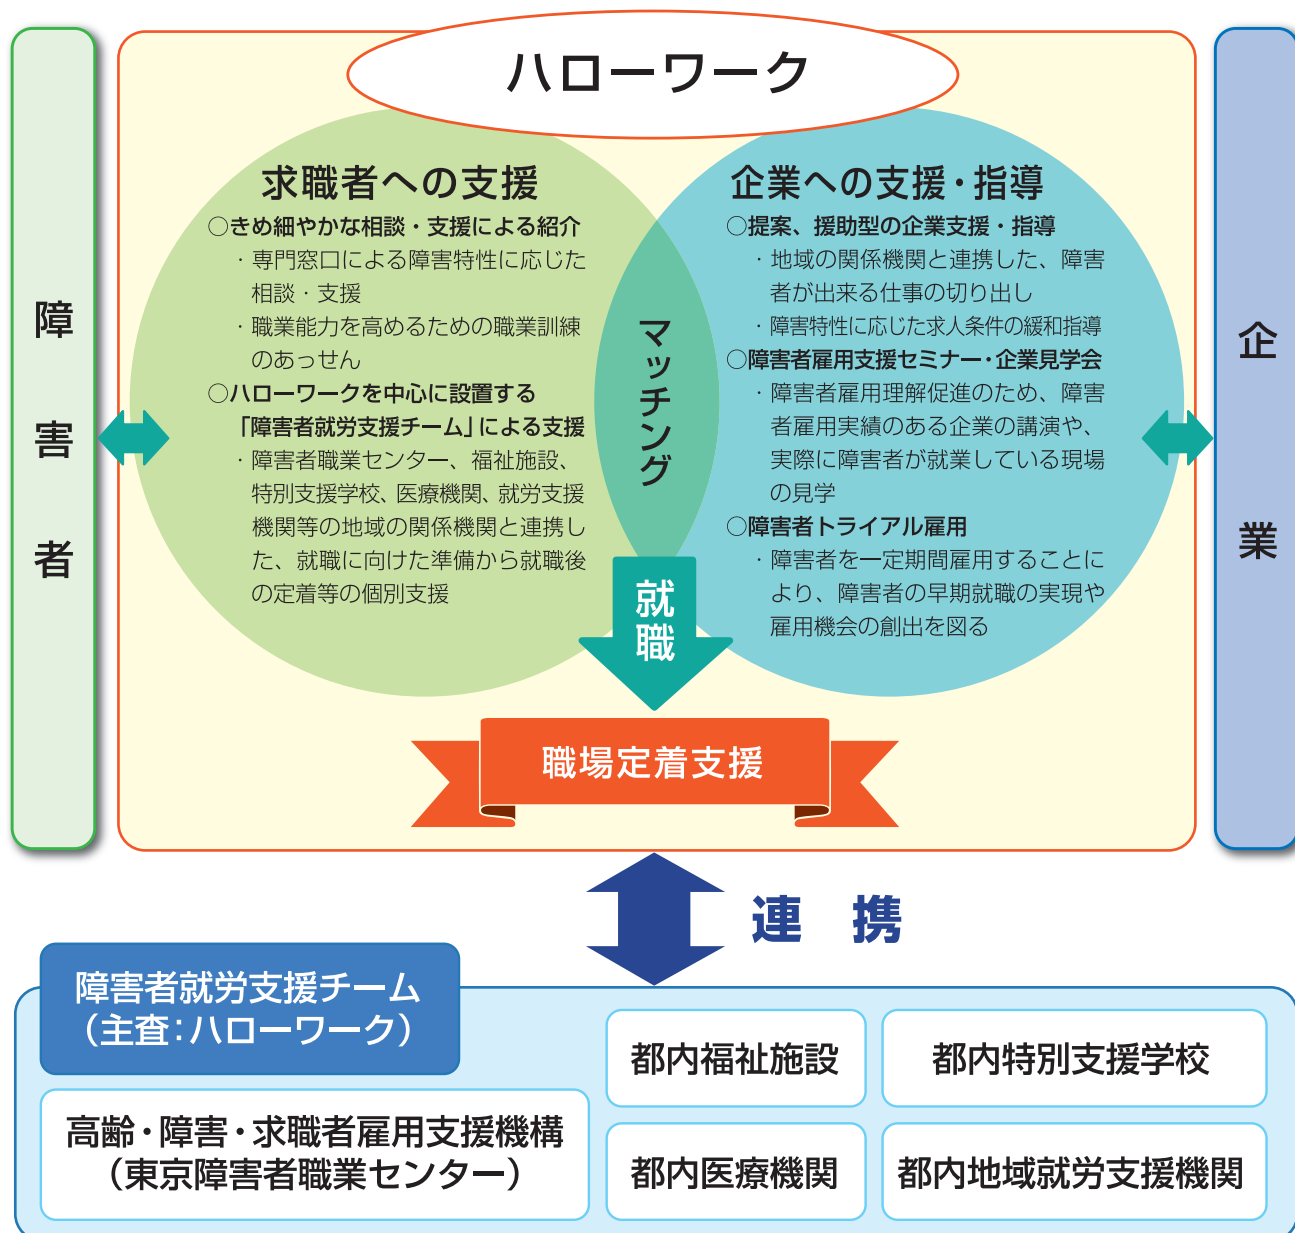 ハローワーク
障害者
求職者への支援
○きめ細やかな相談・支援による紹介
・専門窓口による障害特性に応じた
相談・支援
・職業能力を高めるための職業訓練
のあっせん
○ハローワークを中心に設置する
「障害者就労支援チーム」による支援
・障害者職業センター、福祉施設、
特別支援学校、医療機関、就労支援
機関等の地域の関係機関と連携し
た、就職に向けた準備から就職後
の定着等の個別支援
マッチング
企業への支援・指導
○提案、援助型の企業支援・指導
・地域の関係機関と連携した、障害
者が出来る仕事の切り出し
・障害特性に応じた求人条件の緩和指導
○障害者雇用支援セミナー・企業見学会
・障害者雇用理解促進のため、障害
者雇用実績のある企業の講演や、
実際に障害者が就業している現場
の見学
○障害者トライアル雇用
・障害者を一定期間雇用することに
より、障害者の早期就職の実現や
雇用機会の創出を図る
企業
就職
職場定着支援
連 携
障害者就労支援チーム
（主査：ハローワーク）
高齢・障害・求職者雇用支援機構
（東京障害者職業センター）
都内福祉施設
都内特別支援学校
都内医療機関
都内地域就労支援機関